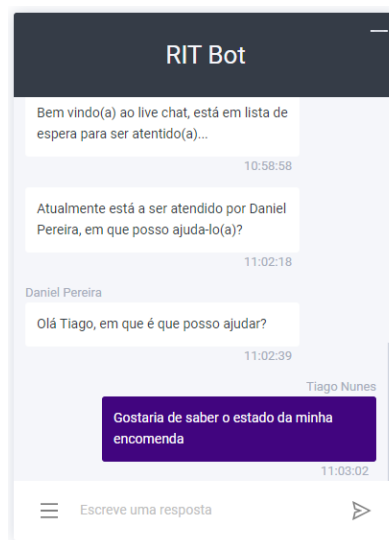 RIT Bot
Bem vindo(a) ao live chat, está em lista de
espera para ser atentido(a)...
10:58:58
Atualmente está a ser atendido por Daniel
Pereira, em que posso ajuda-lo(a)?
11:02:18
Daniel Pereira
Olá Tiago, em que é que posso ajudar?
11:02:39
Tiago Nunes
Gostaria de saber o estado da minha
encomenda
11:03:02
Escreve uma resposta